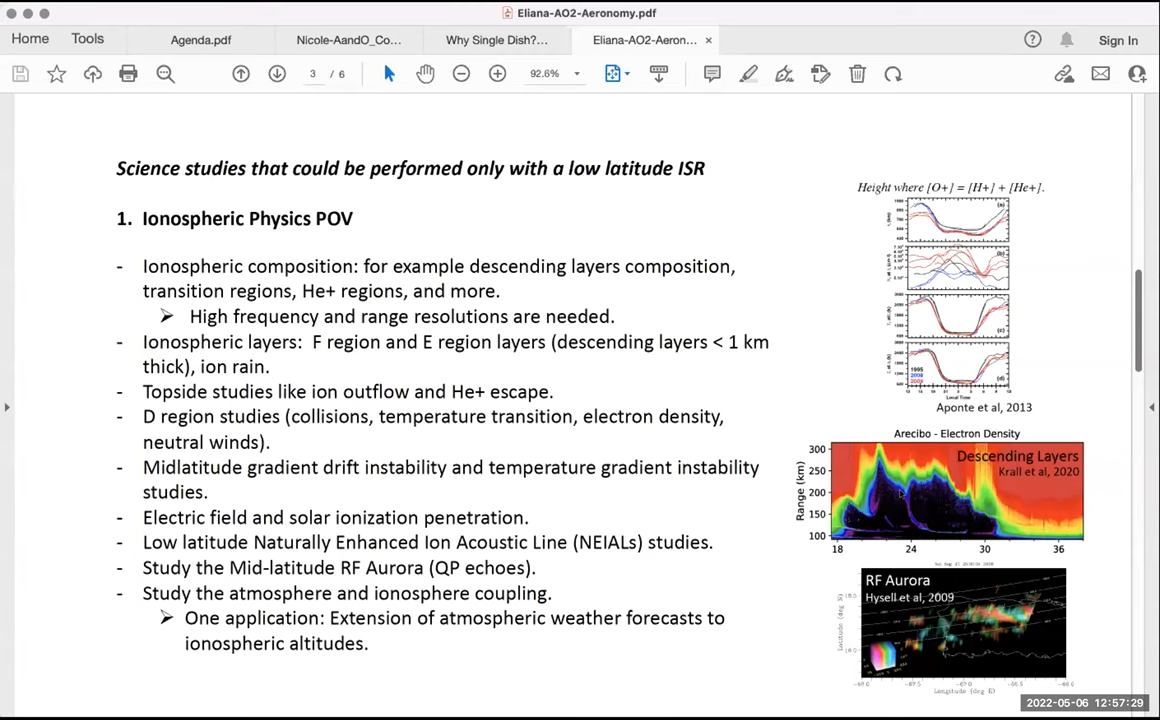 Eliana-AO2-Aeronomy.pdf
Home
Tools
Agenda.pdf
Nicole-AandO_Co...
Why Single Dish?...
Eliana-AO2-Aeron...
Sign In
3 / 6
92.6%
Science studies that could be performed only with a low latitude ISR
1. Ionospheric Physics POV
- Ionospheric composition: for example descending layers composition,
transition regions, He+ regions, and more.
➢ High frequency and range resolutions are needed.
- Ionospheric layers: F region and E region layers (descending layers < 1 km
thick), ion rain.
- Topside studies like ion outflow and He+ escape.
- D region studies (collisions, temperature transition, electron density,
neutral winds).
- Midlatitude gradient drift instability and temperature gradient instability
studies.
- Electric field and solar ionization penetration.
- Low latitude Naturally Enhanced Ion Acoustic Line (NEIALs) studies.
- Study the Mid-latitude RF Aurora (QP echoes).
- Study the atmosphere and ionosphere coupling.
➢ One application: Extension of atmospheric weather forecasts to
ionospheric altitudes.
Height where [O+] = [H+] + [He+].
(a)
(b)
(c)
(d)
1995
2008
2009
Local Time
Aponte et al, 2013
Arecibo - Electron Density
Descending Layers
Krall et al, 2020
Range (km)
300
250
200
150
100
18 24 30 36
RF Aurora
Hysell et al, 2009
Latitude (deg N)
Longitude (deg E)
2022-05-06 12:57:29